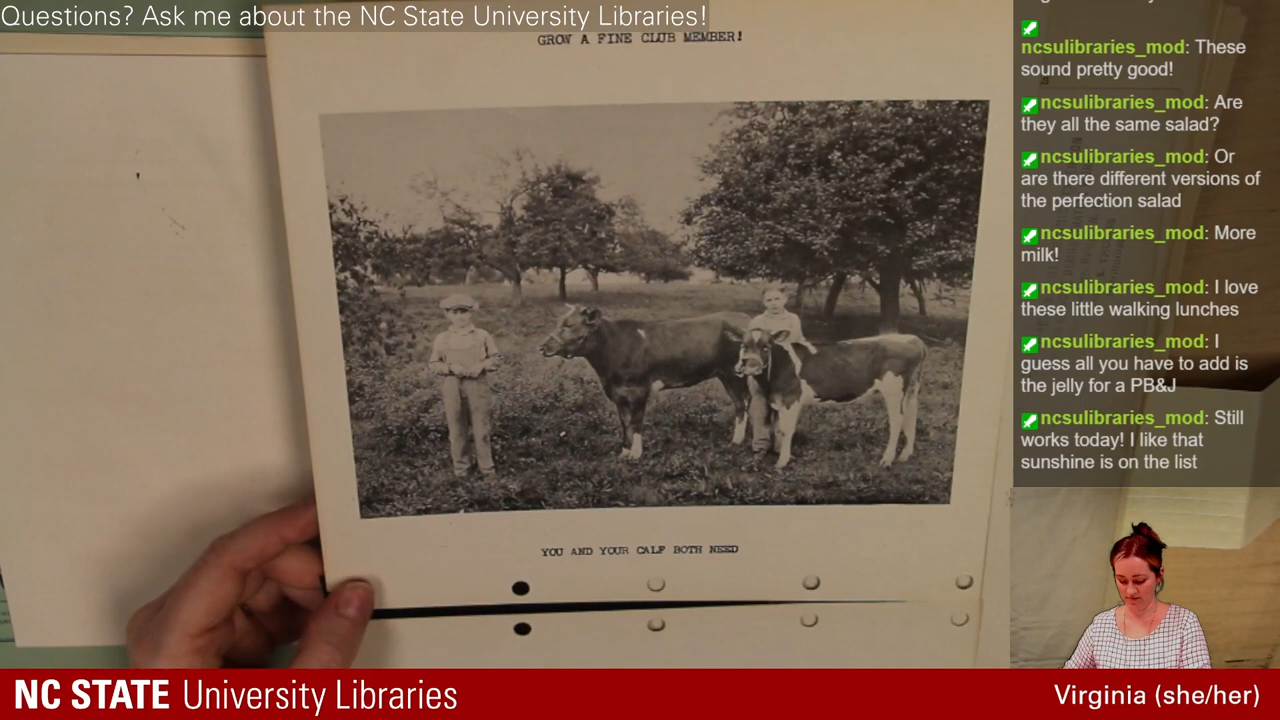 Questions? Ask me about the NC State University Libraries!
GROW A FINE CLUB MEMBER!
YOU AND YOUR CALF BOTH NEED
ncsulibraries_mod: These
sound pretty good!
ncsulibraries_mod: Are
they all the same salad?
ncsulibraries_mod: Or
are there different versions of
the perfection salad
ncsulibraries_mod: More
milk!
ncsulibraries_mod: I love
these little walking lunches
ncsulibraries_mod: I
guess all you have to add is
the jelly for a PB&J
ncsulibraries_mod: Still
works today! I like that
sunshine is on the list
NC STATE University Libraries
Virginia (she/her)